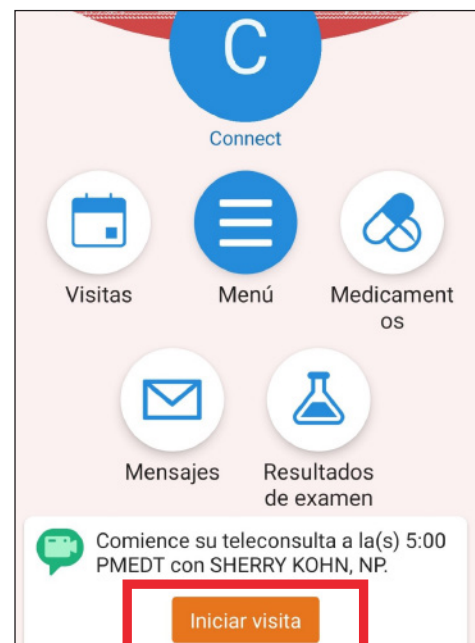 C
Connect
Visitas
Menú
Medicament
os
Mensajes
Resultados
de examen
Comience su teleconsulta a la(s) 5:00
PMEDT con SHERRY KOHN, NP.
Iniciar visita